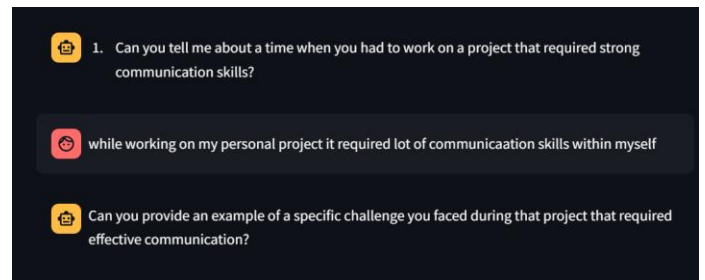 1. Can you tell me about a time when you had to work on a project that required strong
communication skills?
while working on my personal project it required lot of communicaation skills within myself
Can you provide an example of a specific challenge you faced during that project that required
effective communication?